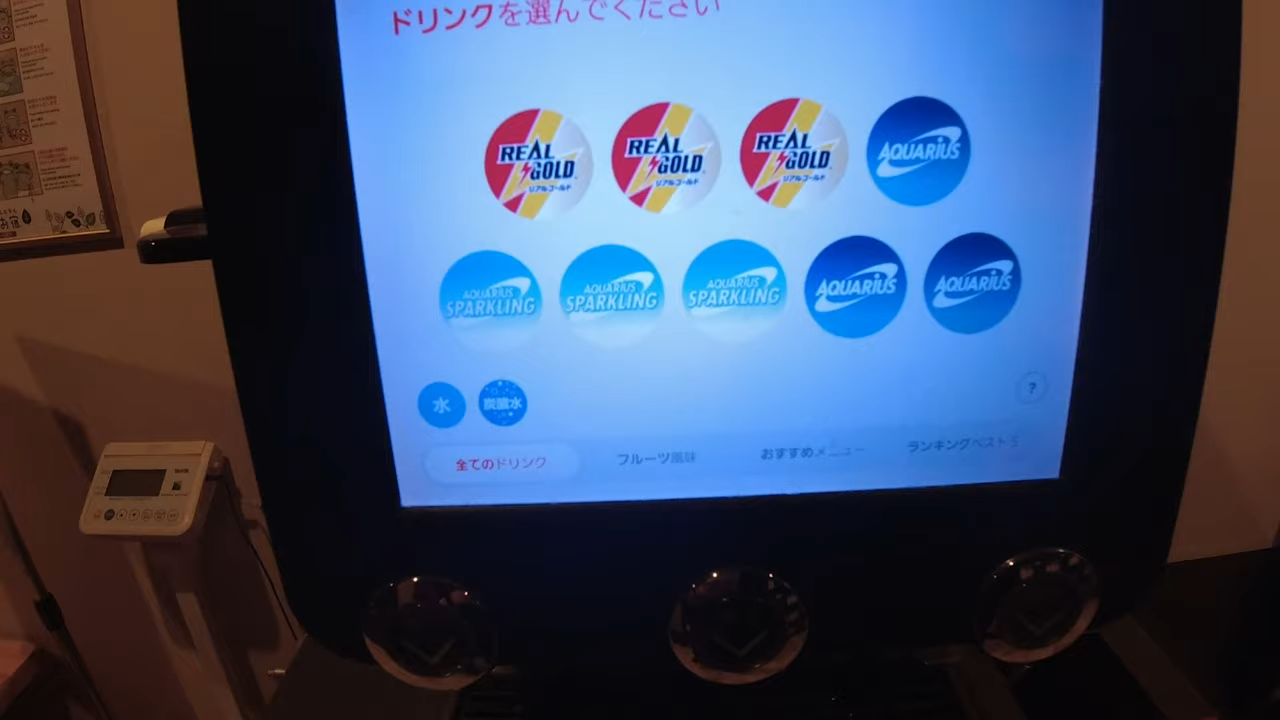 ドリンクを選んでください
REAL GOLD リアルゴールド
REAL GOLD リアルゴールド
REAL GOLD リアルゴールド
AQUARIUS
AQUARIUS SPARKLING
AQUARIUS SPARKLING
AQUARIUS SPARKLING
AQUARIUS
AQUARIUS
水
炭酸水
?
全てのドリンク
フルーツ風味
おすすめメニュー
ランキングベスト5